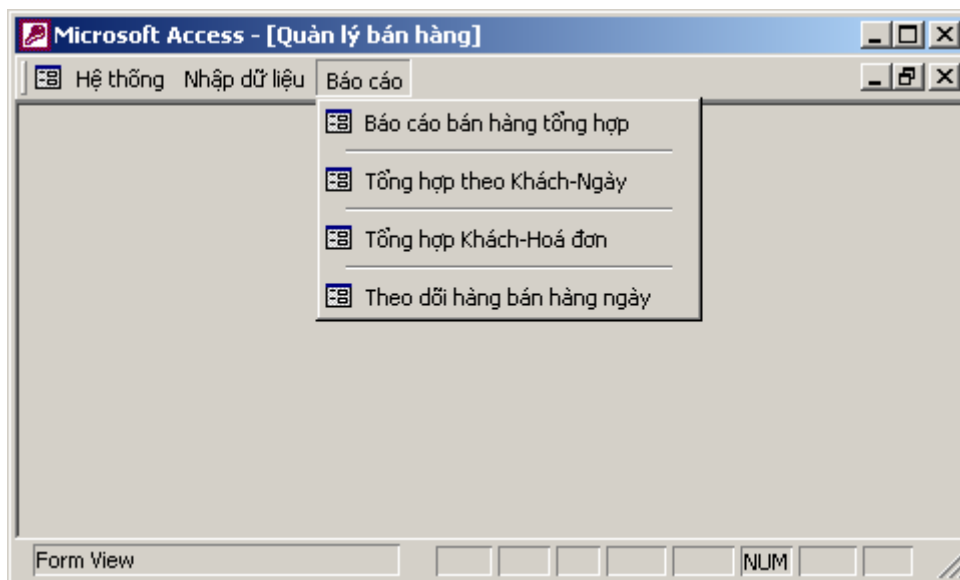 Microsoft Access - [Quàn lý bán hàng]
Hệ thống Nhập dữ liệu Báo cáo
Báo cáo bán hàng tổng hợp
Tổng hợp theo Khách-Ngày
Tổng hợp Khách-Hoá đơn
Theo dõi hàng bán hàng ngày
Form View NUM